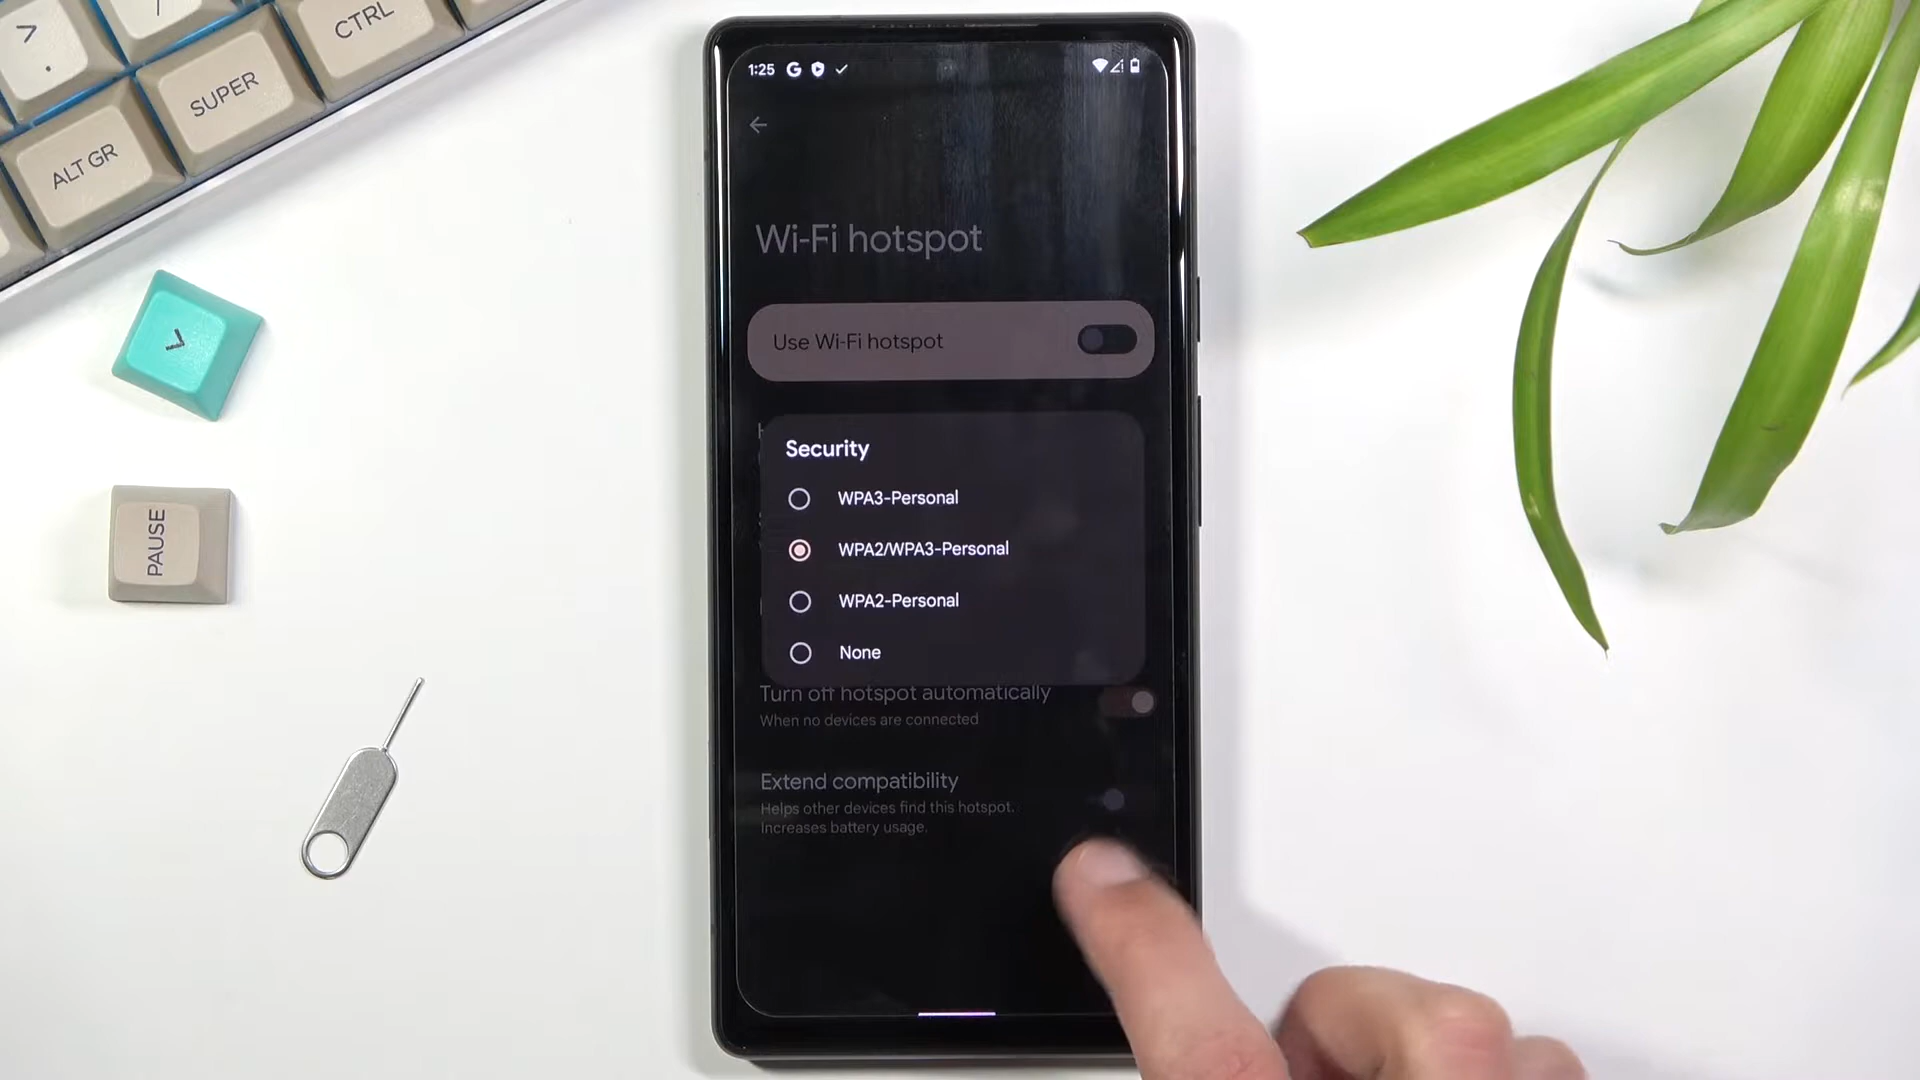 CTRL
SUPER
ALT GR
PAUSE
1:25
Wi-Fi hotspot
Use Wi-Fi hotspot
Security
WPA3-Personal
WPA2/WPA3-Personal
WPA2-Personal
None
Turn off hotspot automatically
When no devices are connected
Extend compatibility
Helps other devices find this hotspot.
Increases battery usage.